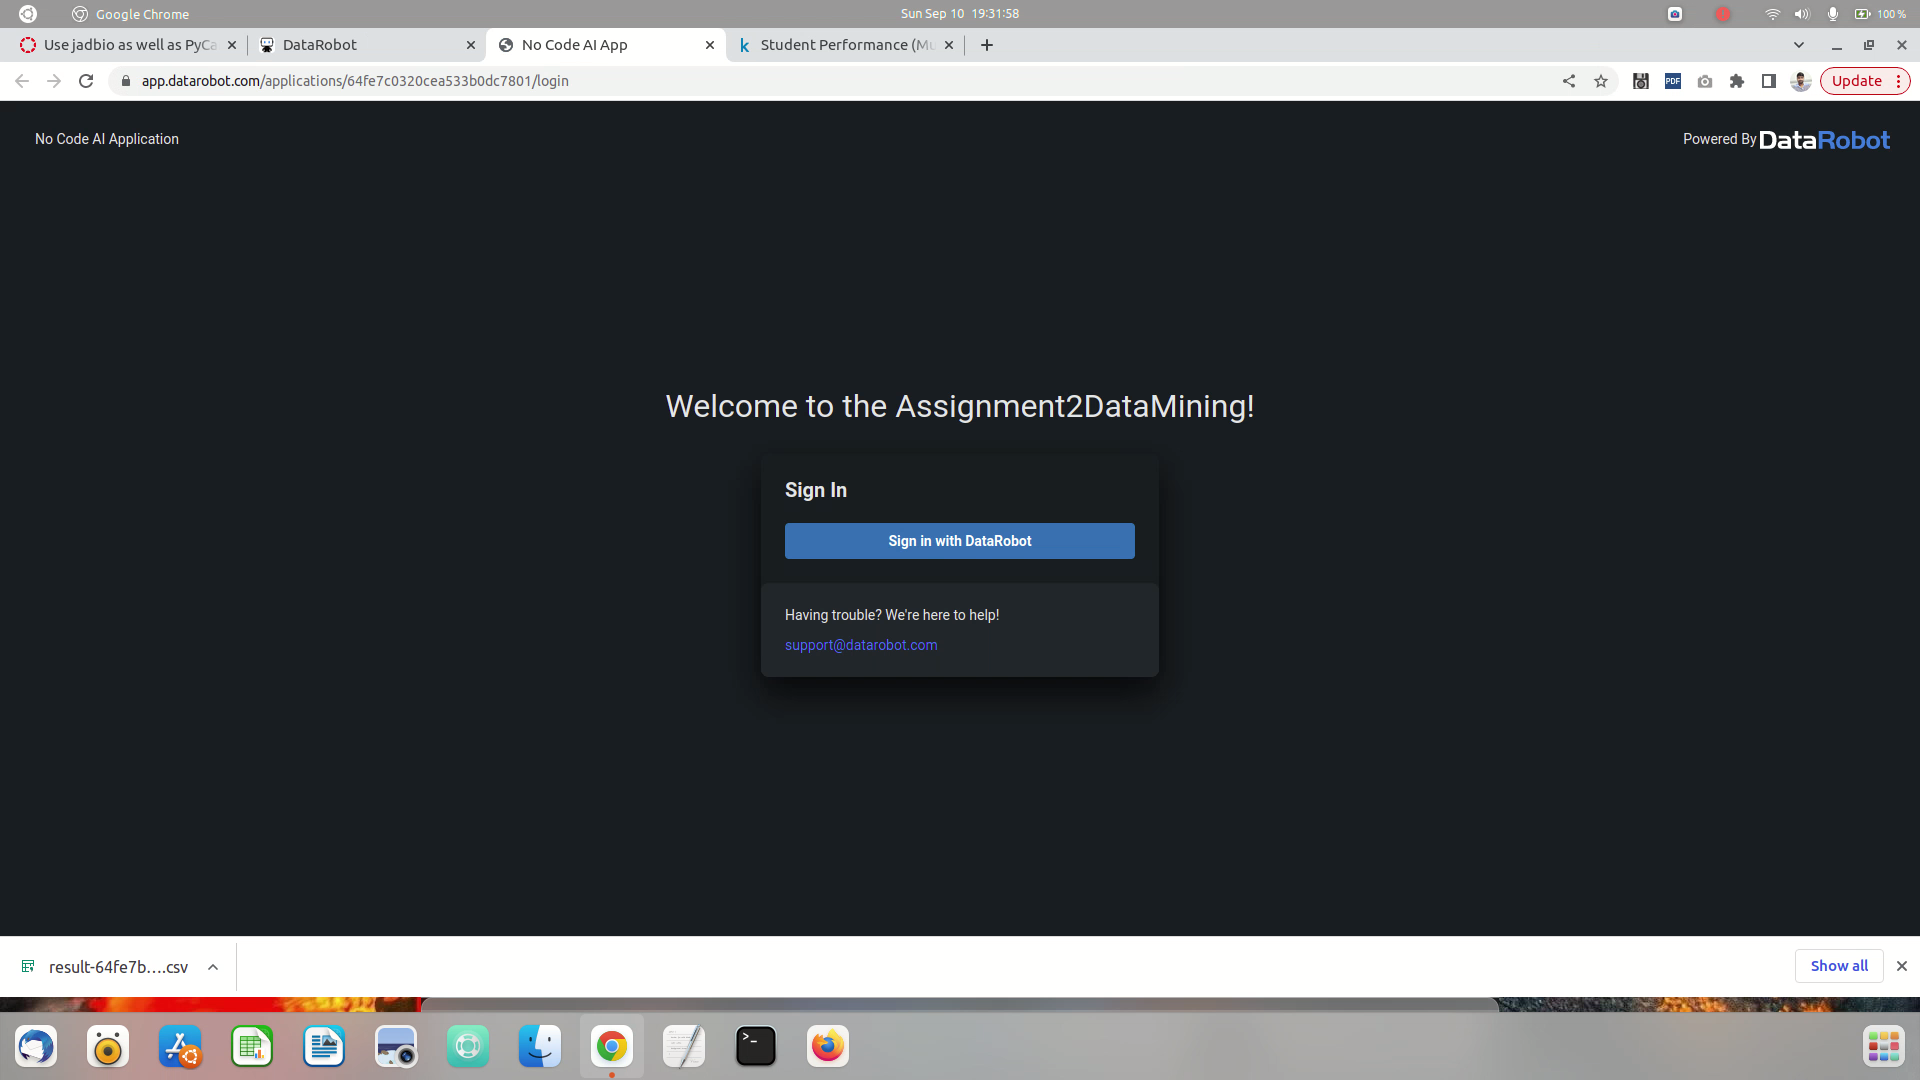 Google Chrome
Sun Sep 10 19:31:58
100 %
Use jadbio as well as PyCa
DataRobot
No Code AI App
Student Performance (Mu
app.datarobot.com/applications/64fe7c0320cea533b0dc7801/login
PDF
Update
No Code AI Application
Powered By DataRobot
Welcome to the Assignment2DataMining!
Sign In
Sign in with DataRobot
Having trouble? We're here to help!
support@datarobot.com
result-64fe7b....csv
Show all